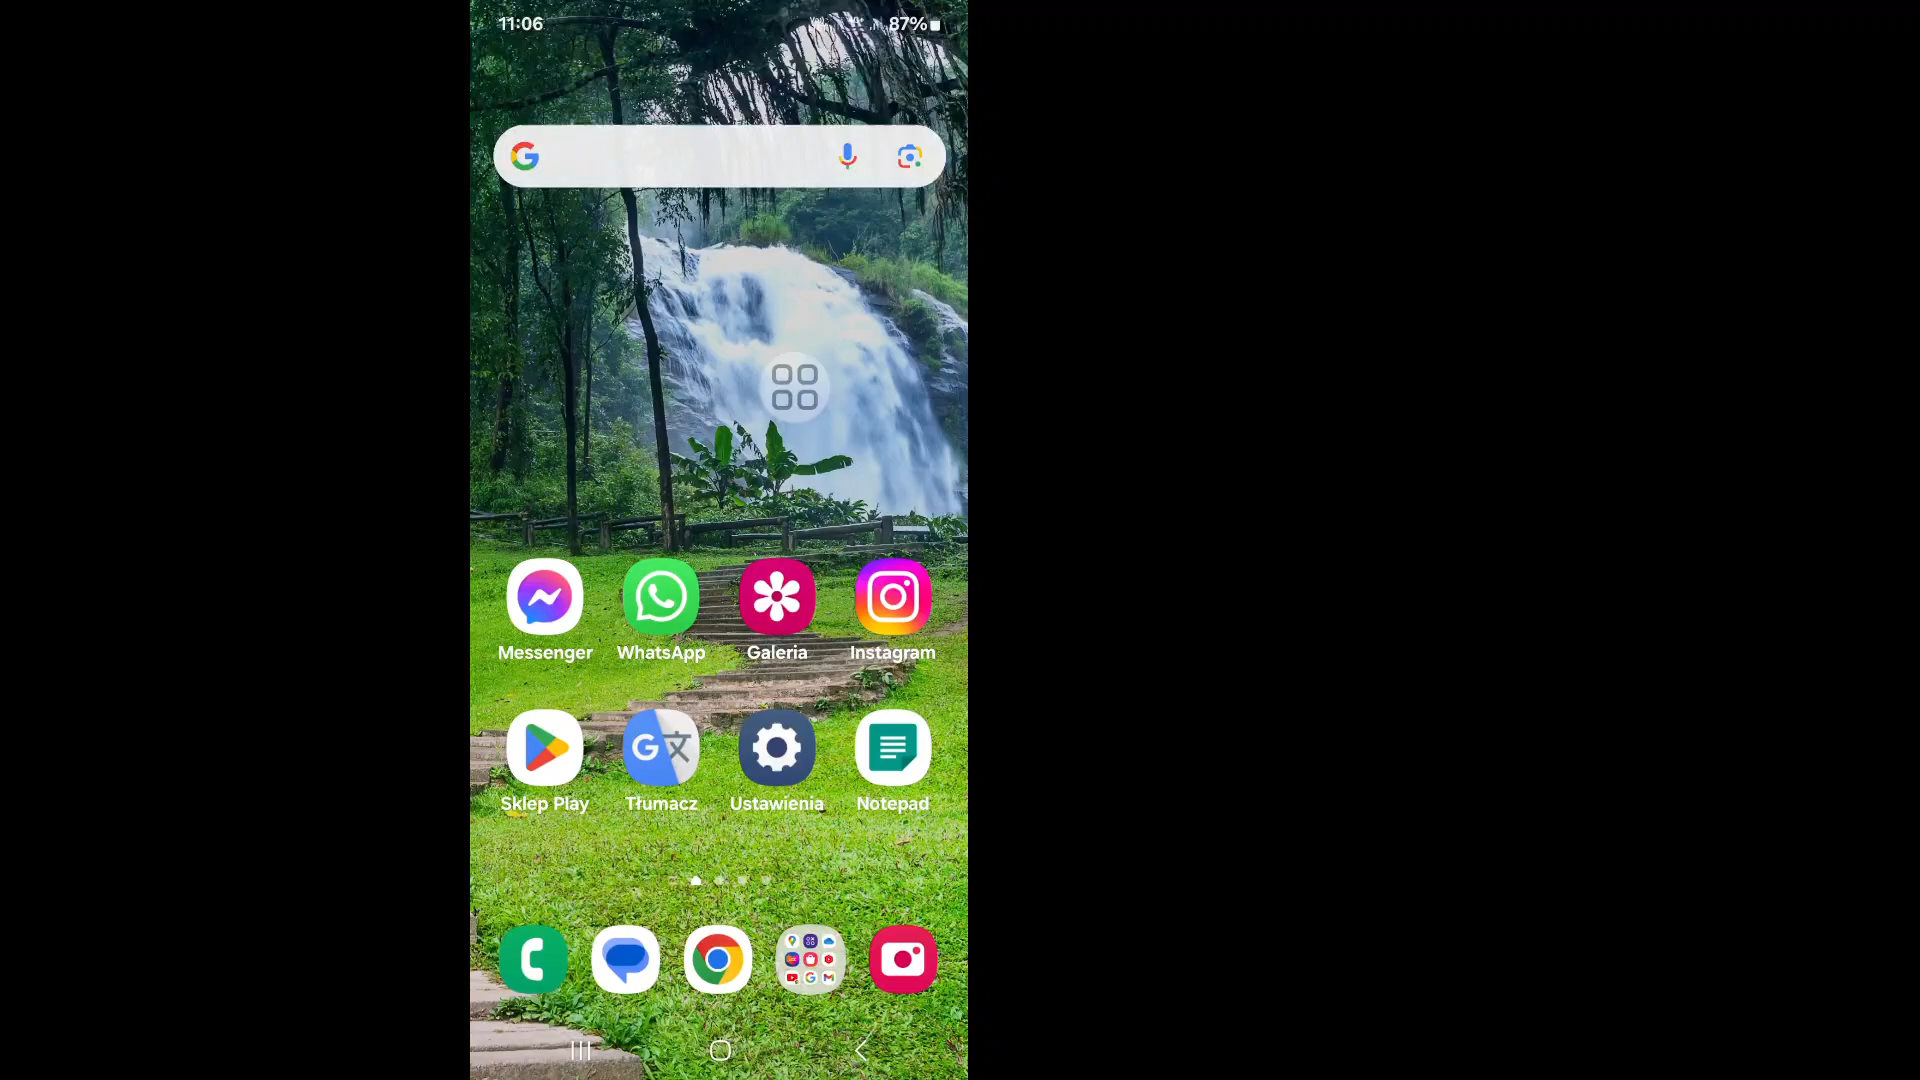 11:06 87%
Messenger WhatsApp Galeria Instagram
Sklep Play Tłumacz Ustawienia Notepad